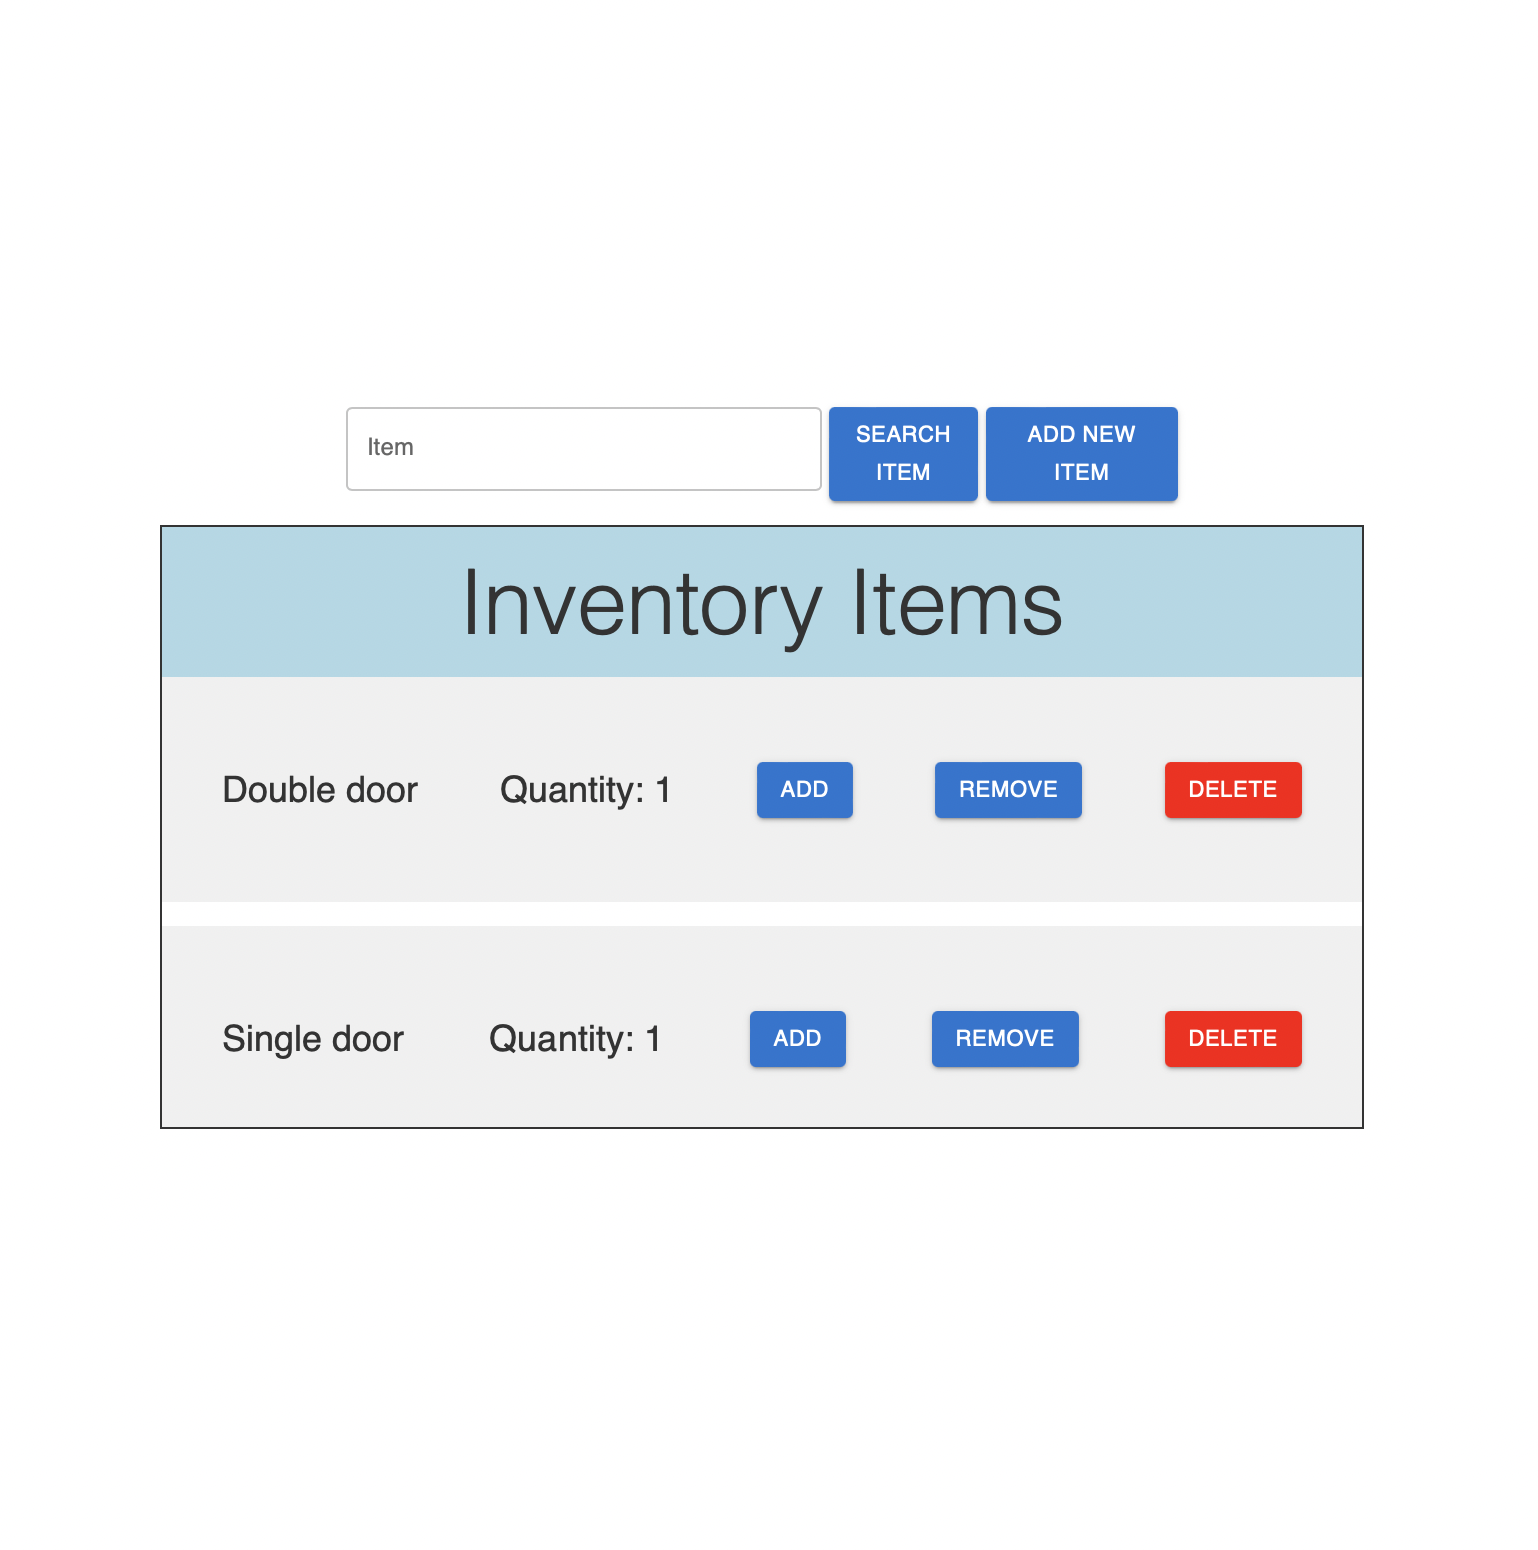 Item
SEARCH
ITEM
ADD NEW
ITEM
Inventory Items
Double door Quantity: 1 ADD REMOVE DELETE
Single door Quantity: 1 ADD REMOVE DELETE